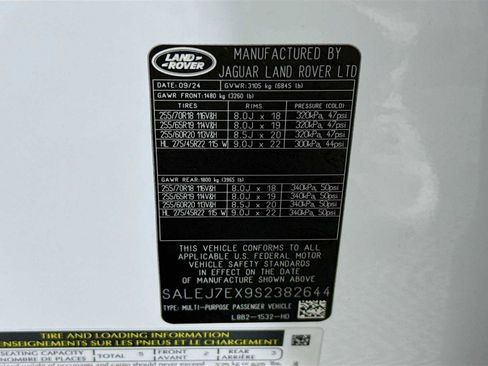 LAND-
ROVER
MANUFACTURED BY
JAGUAR LAND ROVER LTD
DATE: 09/24 GVWR: 3105 kg (6845 lb)
GAWR FRONT: 1480 kg (3260 lb)
TIRES RIMS PRESSURE (COLD)
255/70R18 116V&H 8.0J x 18 320kPa, 47psi
255/65R19 114V&H 8.0J x 19 320kPa, 47psi
255/60R20 113V&H 8.5J x 20 320kPa, 47psi
HL 275/45R22 115 W 9.0J x 22 300kPa, 44psi
GAWR REAR: 1800 kg (3965 lb)
255/70R18 116V&H 8.0J x 18 340kPa, 50psi
255/65R19 114V&H 8.0J x 19 340kPa, 50psi
255/60R20 113V&H 8.5J x 20 340kPa, 50psi
HL 275/45R22 115 W 9.0J x 22 340kPa, 50psi
THIS VEHICLE CONFORMS TO ALL
APPLICABLE U.S. FEDERAL MOTOR
VEHICLE SAFETY STANDARDS IN EFFECT ON
THE DATE OF MANUFACTURE SHOWN ABOVE
SALEJ7EX9S2382644
TYPE: MULTI-PURPOSE PASSENGER VEHICLE
L8B2-1532-HD
TIRE AND LOADING INFORMATION
RENSEIGNEMENTS SUR LES PNEUS ET LE CHARGEMENT
SEATING CAPACITY TOTAL 5 FRONT 2 REAR 3